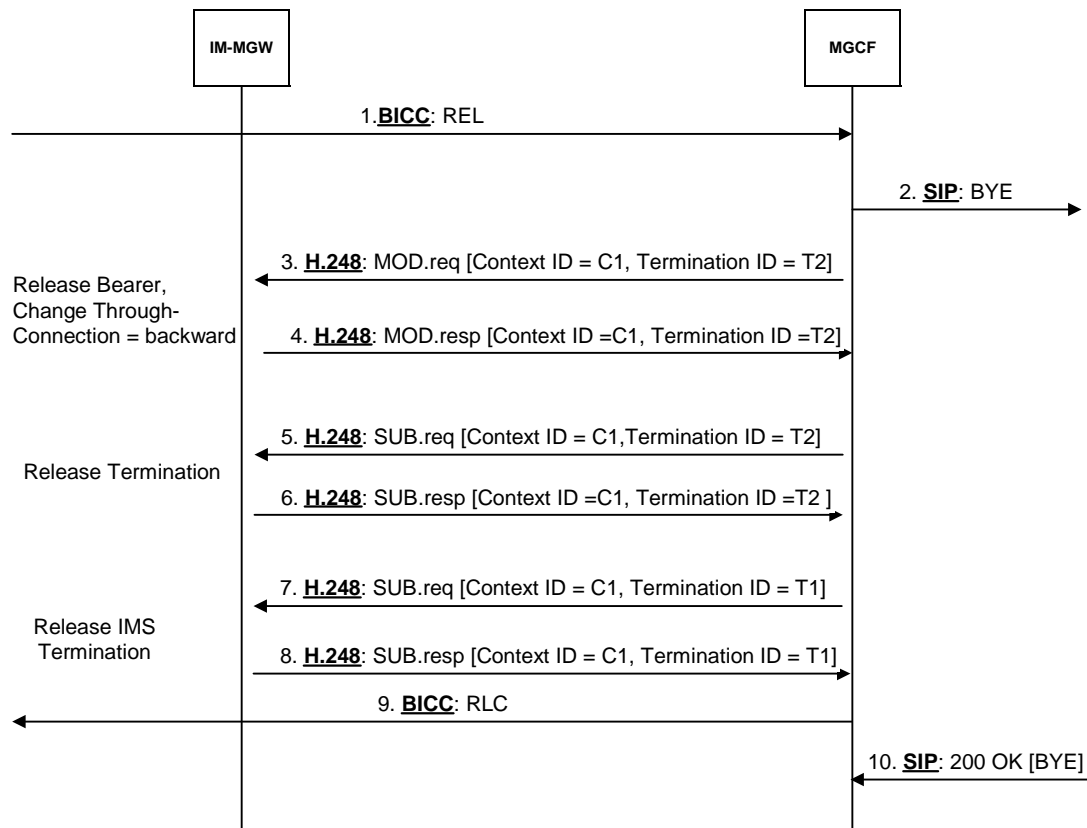 IM-MGW
MGCF
1.BICC: REL
2. SIP: BYE
3. H.248: MOD.req [Context ID = C1, Termination ID = T2]
Release Bearer,
Change Through-
Connection = backward
4. H.248: MOD.resp [Context ID =C1, Termination ID =T2]
5. H.248: SUB.req [Context ID = C1,Termination ID = T2]
Release Termination
6. H.248: SUB.resp [Context ID =C1, Termination ID =T2 ]
7. H.248: SUB.req [Context ID = C1, Termination ID = T1]
Release IMS
Termination
8. H.248: SUB.resp [Context ID = C1, Termination ID = T1]
9. BICC: RLC
10. SIP: 200 OK [BYE]